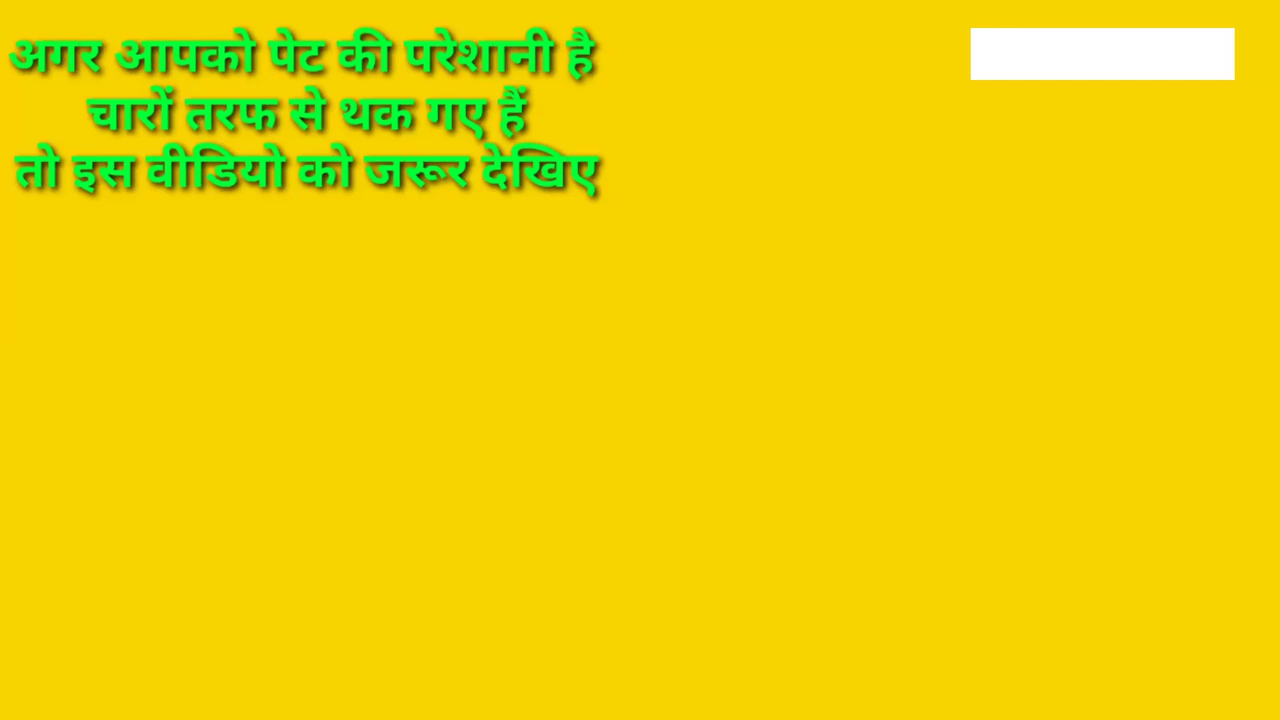 अगर आपको पेट की परेशानी है
चारों तरफ से थक गए हैं
तो इस वीडियो को जरूर देखिए